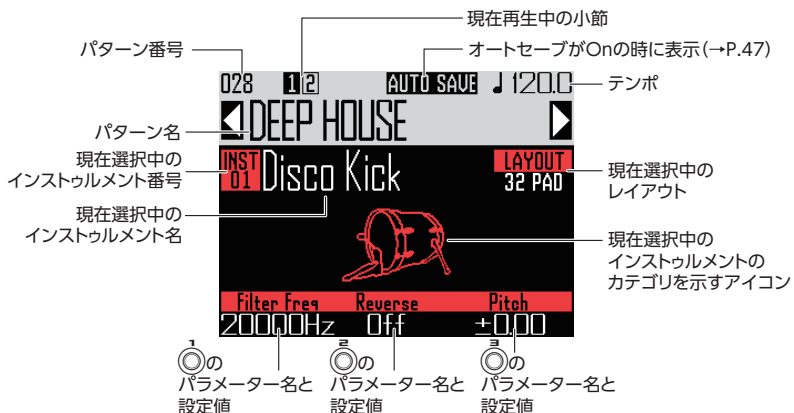 現在再生中の小節
パターン番号
オートセーブがOnの時に表示(→P.47)
028 1 2 AUTO SAVE ♩120.0
テンポ
DEEP HOUSE
パターン名
現在選択中の
インストゥルメント番号
INST
01
Disco Kick
LAYOUT
32 PAD
現在選択中の
レイアウト
現在選択中の
インストゥルメント名
現在選択中の
インストゥルメントの
カテゴリを示すアイコン
Filter Freq Reverse Pitch
20000Hz Off ±0.00
1 2 3
の の の
パラメーター名と パラメーター名と パラメーター名と
設定値 設定値 設定値